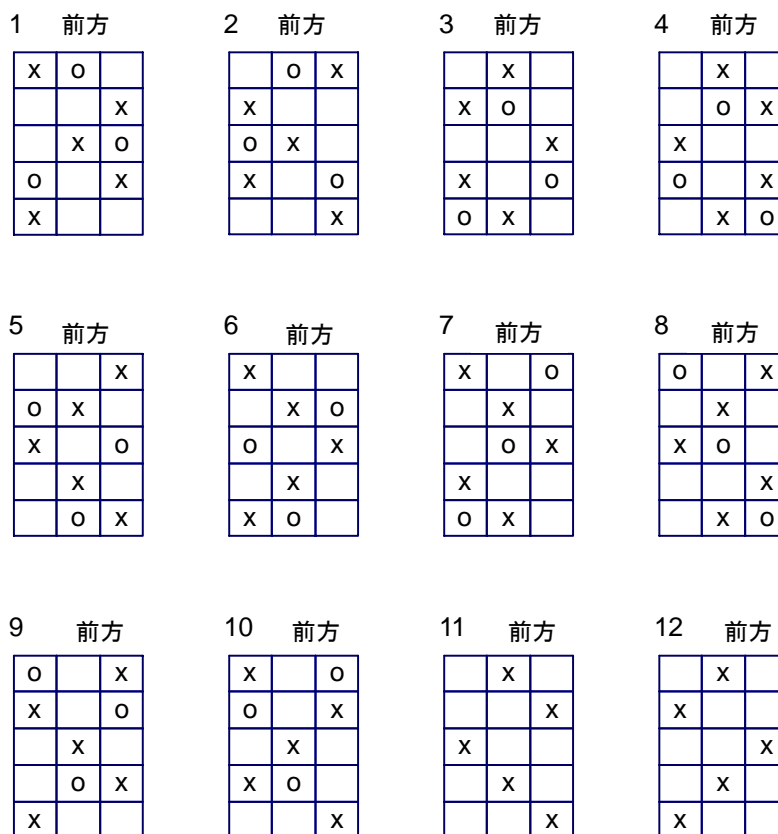 1 前方 2 前方 3 前方 4 前方
x o o x x x
x x x o o x
x o o x x x
o x x o x o o x
x x o x x o
5 前方 6 前方 7 前方 8 前方
x x x o o x
o x x o x x
x o o x o x x o
x x x x
o x x o o x x o
9 前方 10 前方 11 前方 12 前方
o x x o x x
x o o x x x
x x x x
o x x o x x
x x x x